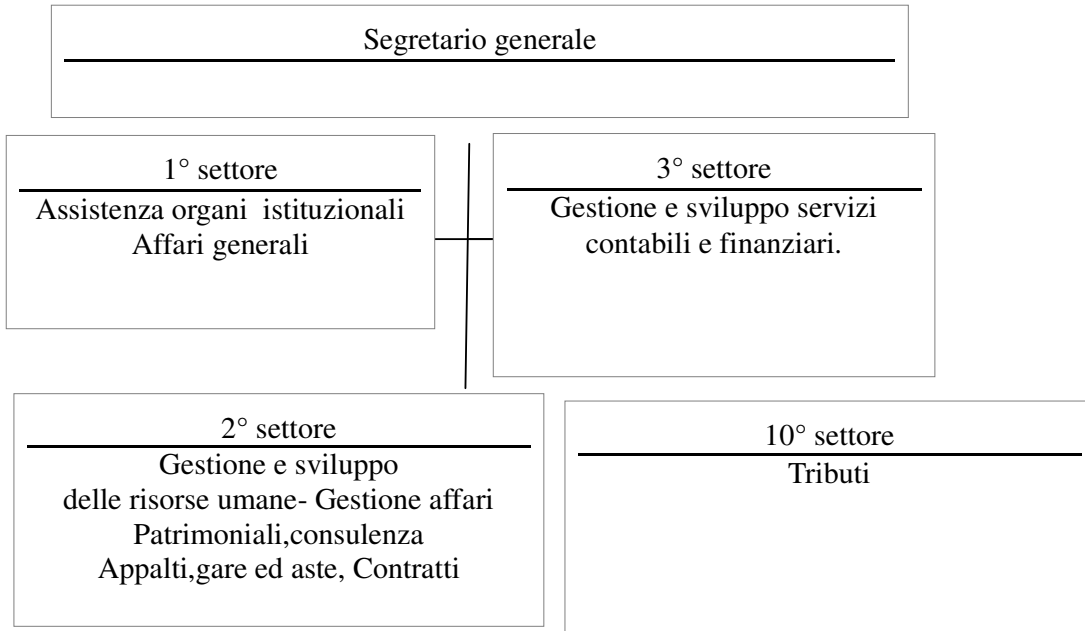 Segretario generale
1° settore
Assistenza organi istituzionali
Affari generali
3° settore
Gestione e sviluppo servizi
contabili e finanziari.
2° settore
Gestione e sviluppo
delle risorse umane- Gestione affari
Patrimoniali,consulenza
Appalti,gare ed aste, Contratti
10° settore
Tributi